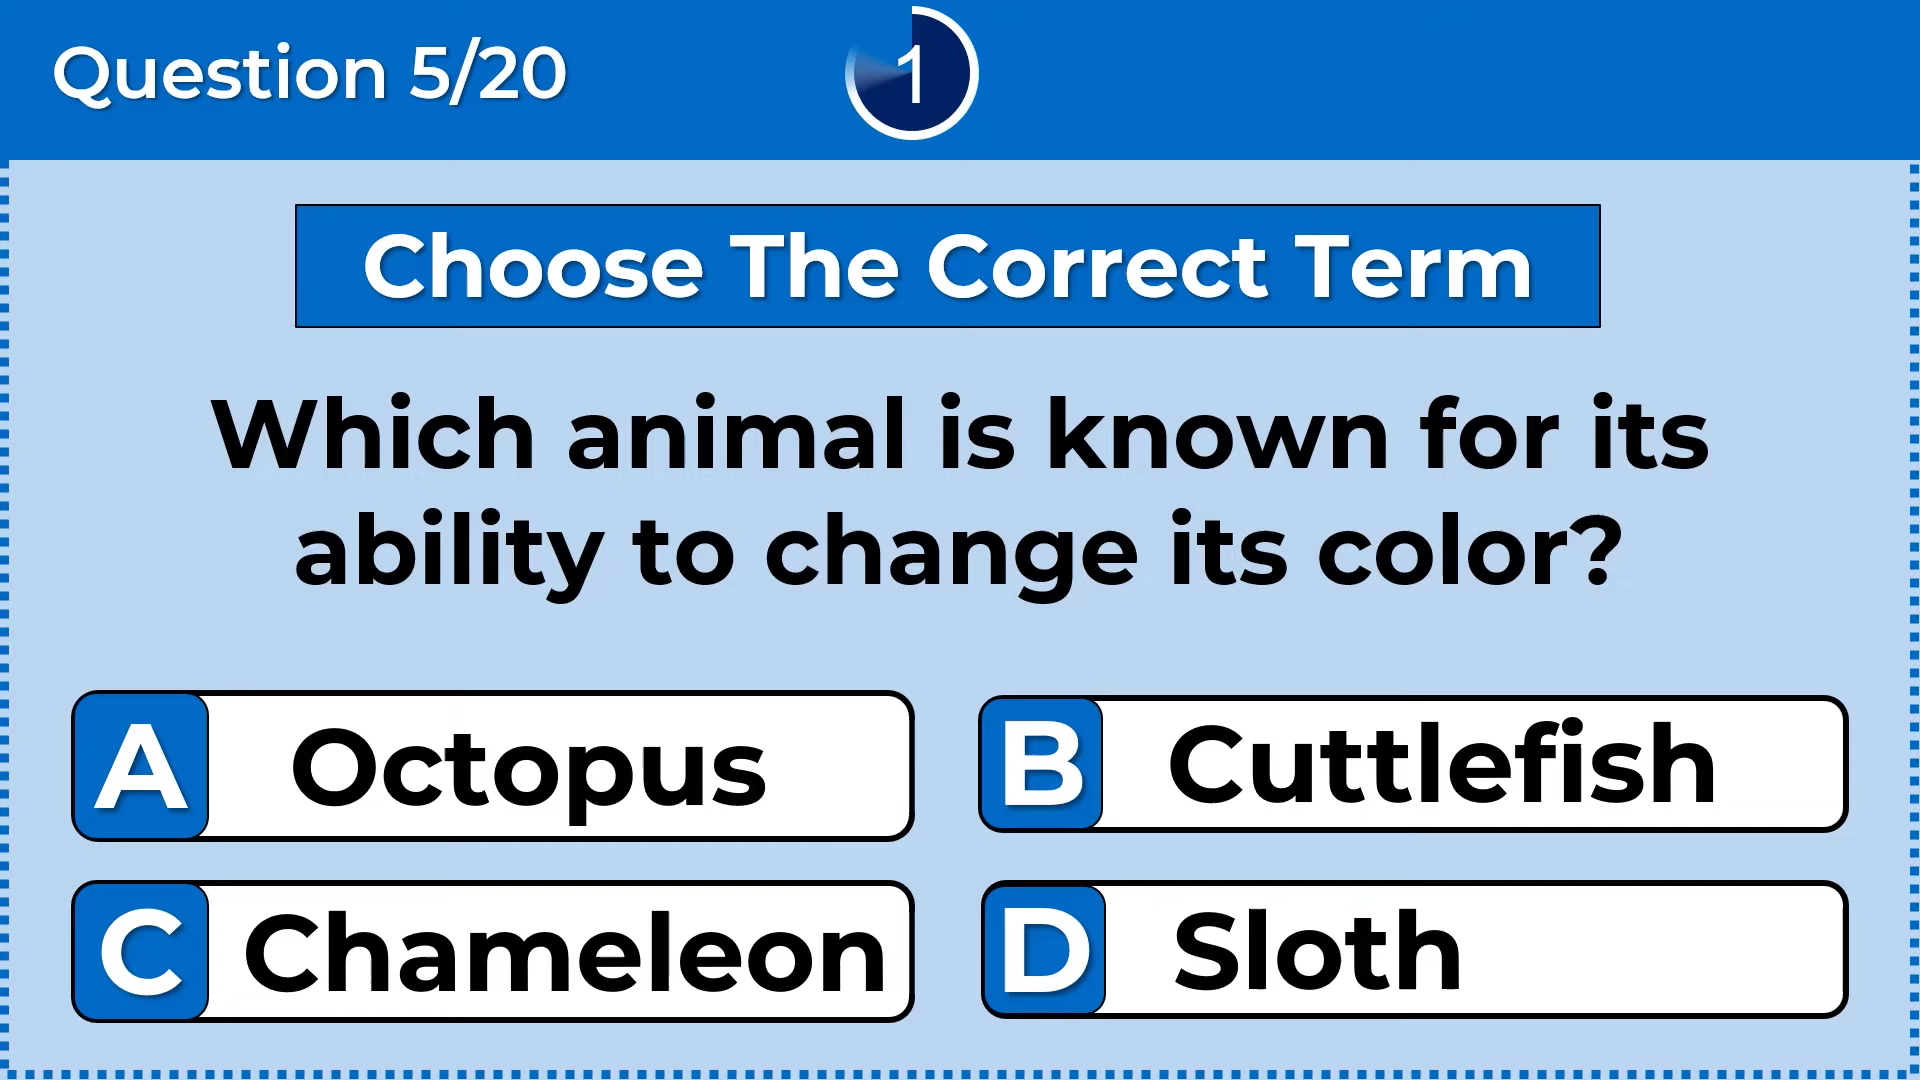 Question 5/20
1
Choose The Correct Term
Which animal is known for its
ability to change its color?
A Octopus
B Cuttlefish
C Chameleon
D Sloth